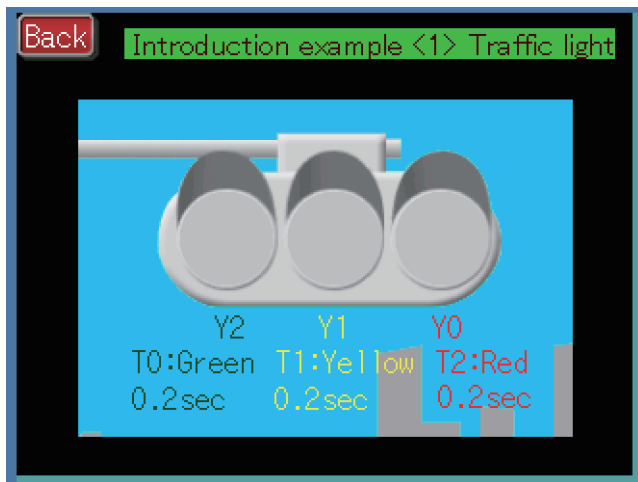 Back
Introduction example <1> Traffic light
Y2 Y1 Y0
T0:Green T1:Yellow T2:Red
0.2sec 0.2sec 0.2sec